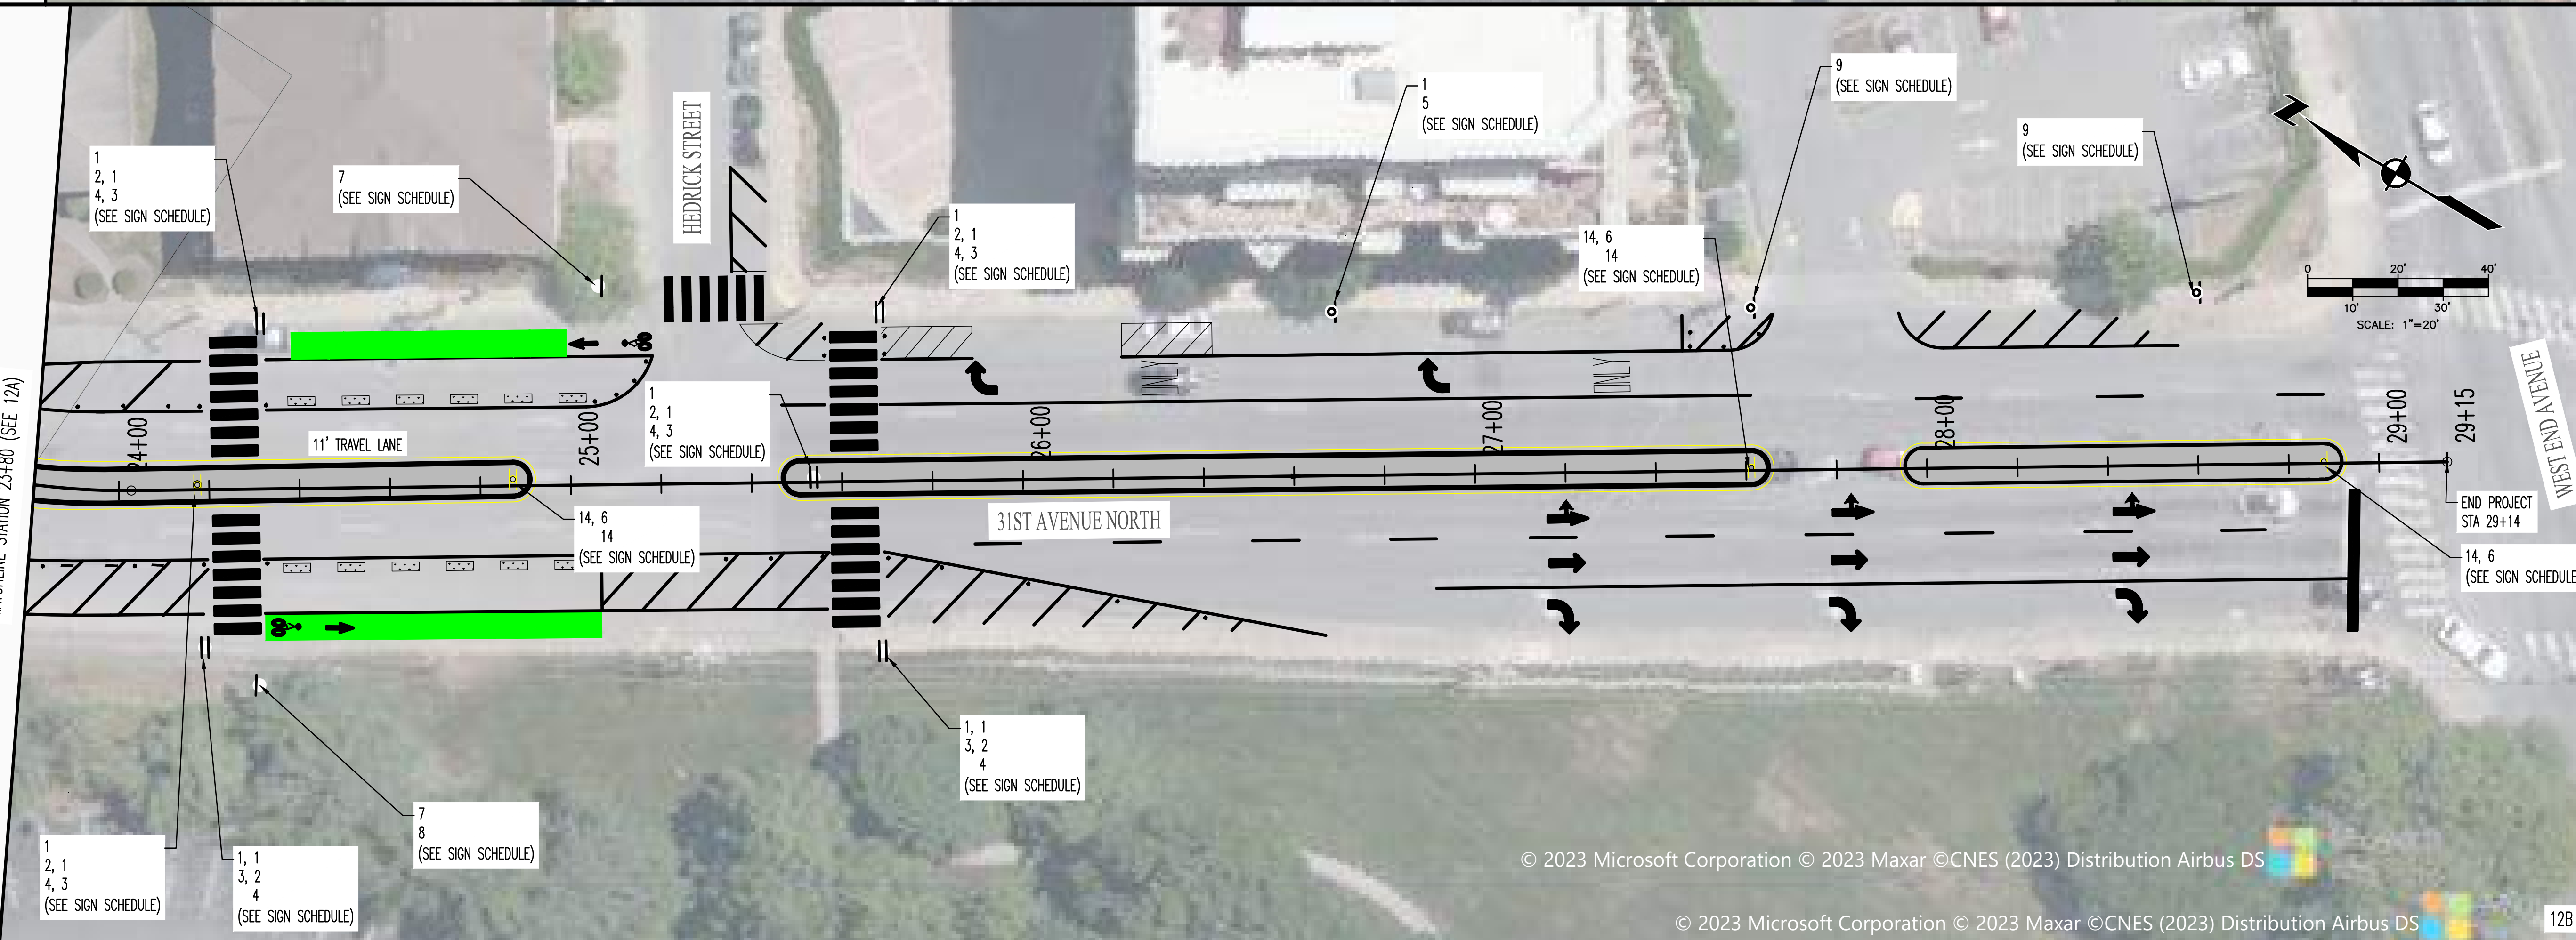 1
2, 1
4, 3
(SEE SIGN SCHEDULE)
7
(SEE SIGN SCHEDULE)
HEDRICK STREET
1
2, 1
4, 3
(SEE SIGN SCHEDULE)
1
5
(SEE SIGN SCHEDULE)
14, 6
14
(SEE SIGN SCHEDULE)
9
(SEE SIGN SCHEDULE)
9
(SEE SIGN SCHEDULE)
N
0 20' 40'
10' 30'
SCALE: 1"=20'
WEST END AVENUE
MATCHLINE STATION 23+80 (SEE 12A)
24+00
11' TRAVEL LANE
25+00
1
2, 1
4, 3
(SEE SIGN SCHEDULE)
26+00
ONLY
27+00
ONLY
28+00
29+00
29+15
END PROJECT
STA 29+14
14, 6
(SEE SIGN SCHEDULE
14, 6
14
(SEE SIGN SCHEDULE)
31ST AVENUE NORTH
1, 1
3, 2
4
(SEE SIGN SCHEDULE)
7
8
(SEE SIGN SCHEDULE)
1
2, 1
4, 3
(SEE SIGN SCHEDULE)
1, 1
3, 2
4
(SEE SIGN SCHEDULE)
© 2023 Microsoft Corporation © 2023 Maxar ©CNES (2023) Distribution Airbus DS
© 2023 Microsoft Corporation © 2023 Maxar ©CNES (2023) Distribution Airbus DS
12B